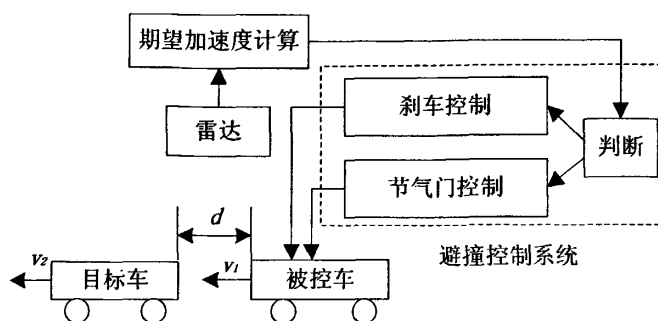 期望加速度计算
雷达
刹车控制
判断
节气门控制
避撞控制系统
d
v2
目标车
v1
被控车